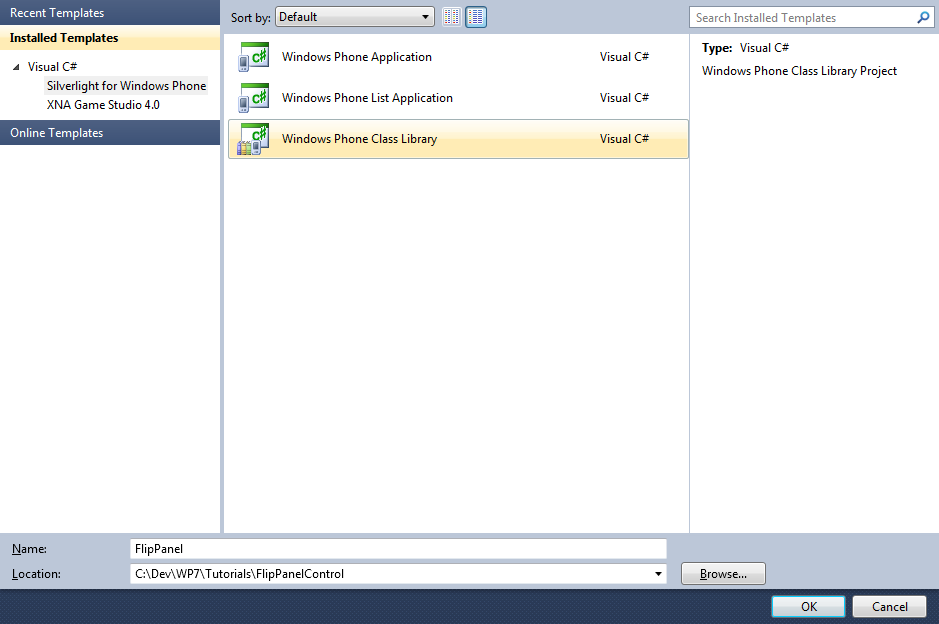 Recent Templates
Installed Templates
Visual C#
Silverlight for Windows Phone
XNA Game Studio 4.0
Online Templates
Sort by: Default
Windows Phone Application Visual C#
Windows Phone List Application Visual C#
Windows Phone Class Library Visual C#
Search Installed Templates
Type: Visual C#
Windows Phone Class Library Project
Name: FlipPanel
Location: C:\Dev\WP7\Tutorials\FlipPanelControl Browse...
OK Cancel